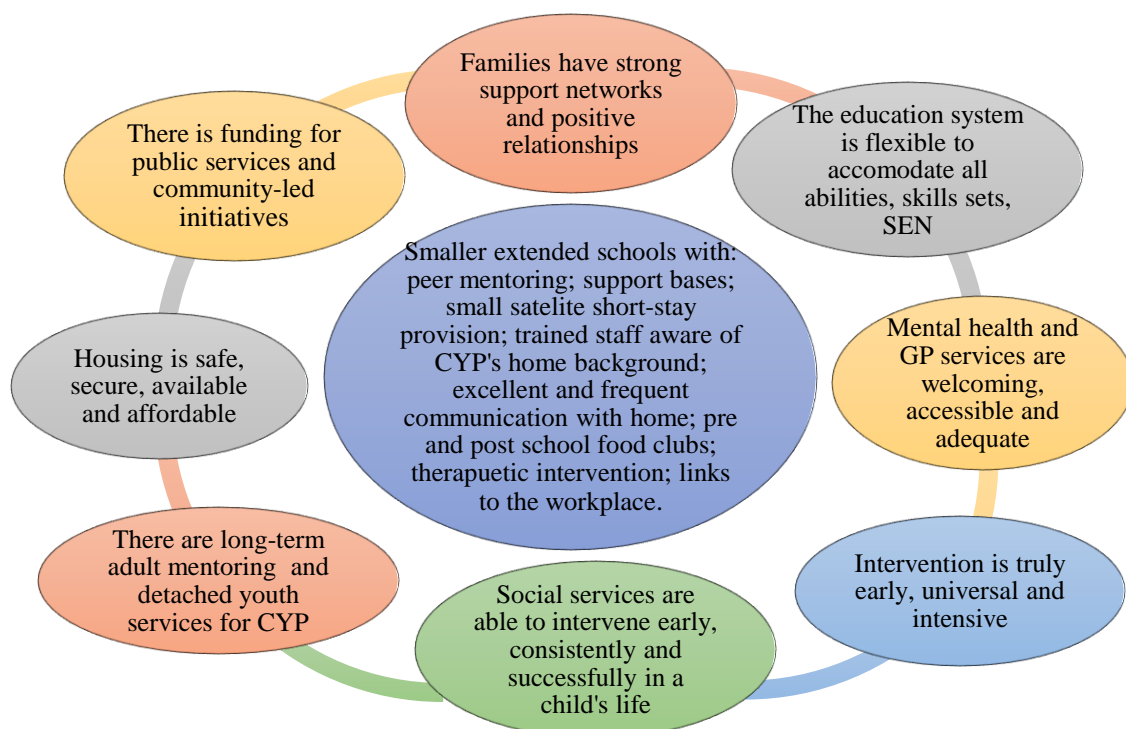 Families have strong
support networks
and positive
relationships
The education system
is flexible to
accomodate all
abilities, skills sets,
SEN
Mental health and
GP services are
welcoming,
accessible and
adequate
Intervention is truly
early, universal and
intensive
Social services are
able to intervene early,
consistently and
successfully in a
child's life
There are long-term
adult mentoring  and
detached youth
services for CYP
Housing is safe,
secure, available
and affordable
There is funding for
public services and
community-led
initiatives
Smaller extended schools with:
peer mentoring; support bases;
small satelite short-stay
provision; trained staff aware of
CYP's home background;
excellent and frequent
communication with home; pre
and post school food clubs;
therapuetic intervention; links
to the workplace.